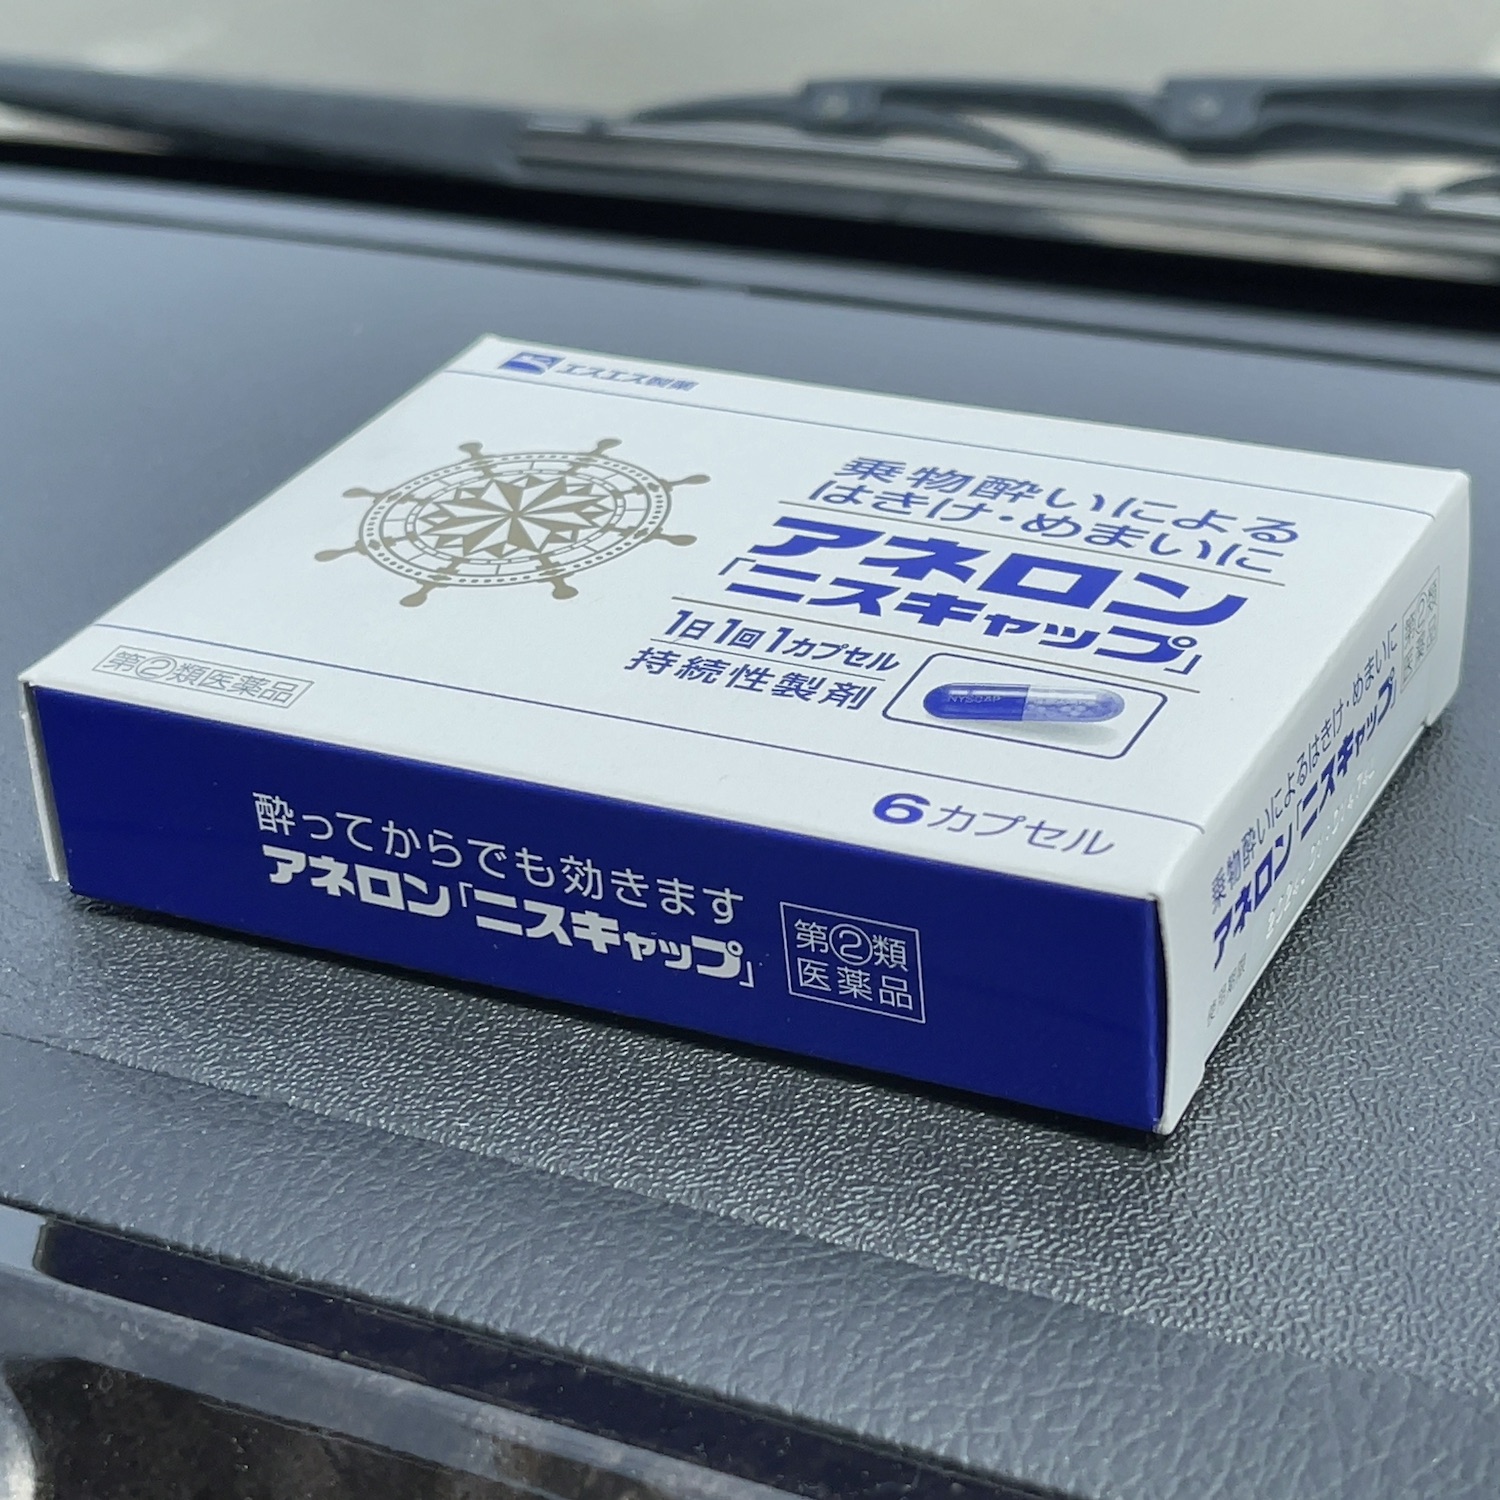 エスエス製薬
乗物酔いによる
はきけ・めまいに
アネロン
「ニスキャップ」
1日1回1カプセル
持続性製剤
NYSCAP
第②類医薬品
6カプセル
酔ってからでも効きます
アネロン「ニスキャップ」
第②類
医薬品
乗物酔いによるはきけ・めまいに
アネロン「ニスキャップ」
第②類
医薬品
使用期限